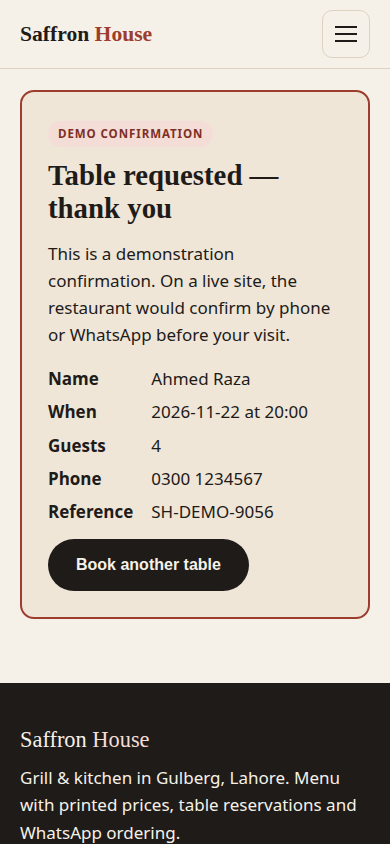 Saffron House
DEMO CONFIRMATION
Table requested —
thank you
This is a demonstration
confirmation. On a live site, the
restaurant would confirm by phone
or WhatsApp before your visit.
Name Ahmed Raza
When 2026-11-22 at 20:00
Guests 4
Phone 0300 1234567
Reference SH-DEMO-9056
Book another table
Saffron House
Grill & kitchen in Gulberg, Lahore. Menu
with printed prices, table reservations and
WhatsApp ordering.